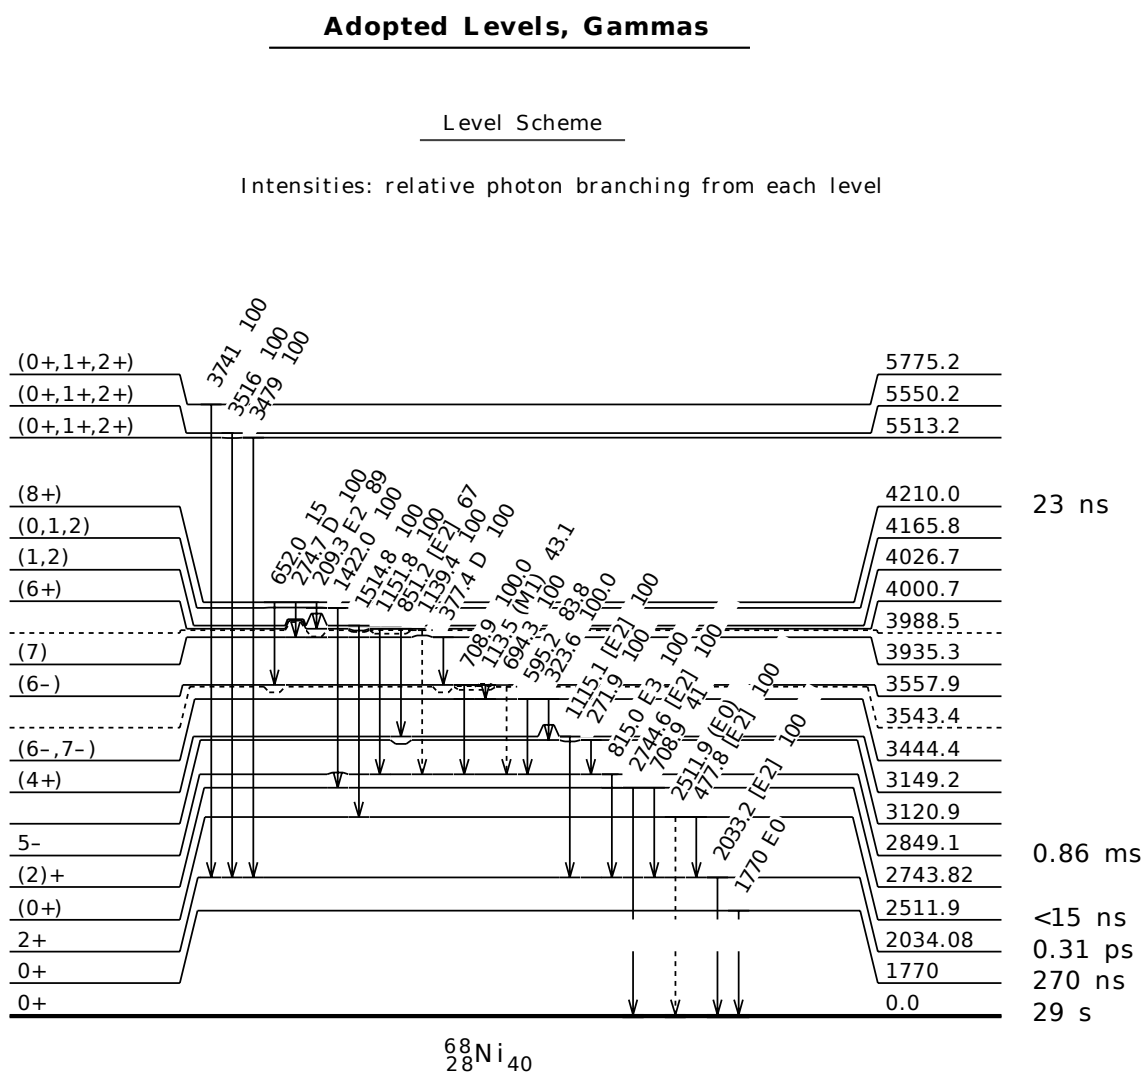 Adopted Levels, Gammas
Level Scheme
Intensities: relative photon branching from each level
3741 100
3516 100
3479 100
(0+,1+,2+) 5775.2
(0+,1+,2+) 5550.2
(0+,1+,2+) 5513.2
652.0 15
274.7 D 100
209.3 E2 89
1422.0 100
1514.8 100
1151.8 100
851.2 [E2] 67
1139.4 100
377.4 D 100
708.9 100.0
113.5 (M1) 43.1
694.3 100
595.2 83.8
323.6 100.0
1115.1 [E2] 100
271.9 100
815.0 E3 100
2744.6 [E2] 100
708.9 41
2511.9 (E0)
477.8 [E2] 100
2033.2 [E2] 100
1770 E0
(8+) 4210.0 23 ns
(0,1,2) 4165.8
(1,2) 4026.7
(6+) 4000.7
3988.5
(7) 3935.3
(6−) 3557.9
3543.4
(6−,7−) 3444.4
(4+) 3149.2
3120.9
5− 2849.1 0.86 ms
(2)+ 2743.82
(0+) 2511.9 <15 ns
2+ 2034.08 0.31 ps
0+ 1770 270 ns
0+ 0.0 29 s
68 28 Ni 40